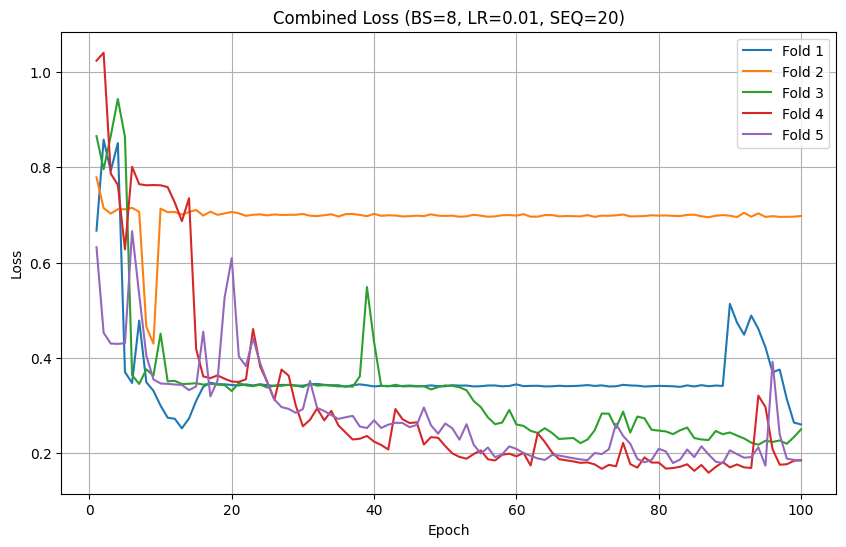 Combined Loss (BS=8, LR=0.01, SEQ=20)
Fold 1
Fold 2
Fold 3
Fold 4
Fold 5
Loss
1.0
0.8
0.6
0.4
0.2
0 20 40 60 80 100
Epoch